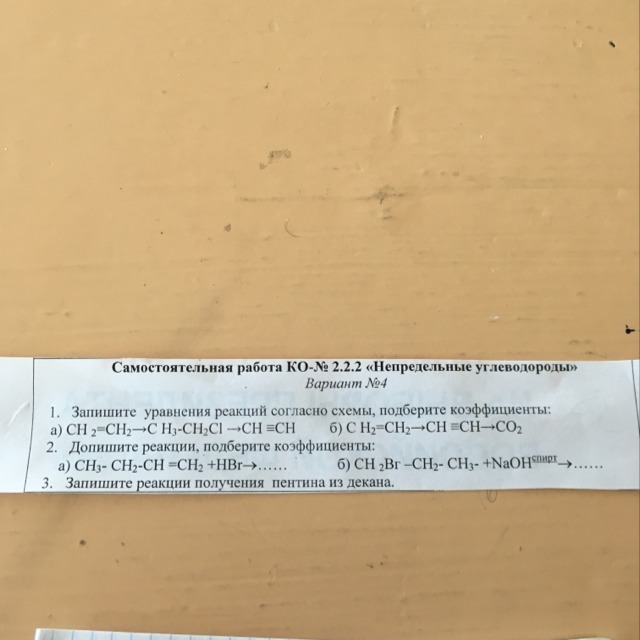 Самостоятельная работа КО-№ 2.2.2 «Непредельные углеводороды»
Вариант №4
1. Запишите уравнения реакций согласно схемы, подберите коэффициенты:
а) CH 2=CH₂→C H₃-CH₂Cl →CH ≡CH б) C H₂=CH₂→CH ≡CH→CO₂
2. Допишите реакции, подберите коэффициенты:
а) CH₃- CH₂-CH =CH₂ +HBr→…… б) CH ₂Br –CH₂- CH₃- +NaOHспирт→……
3. Запишите реакции получения пентина из декана.